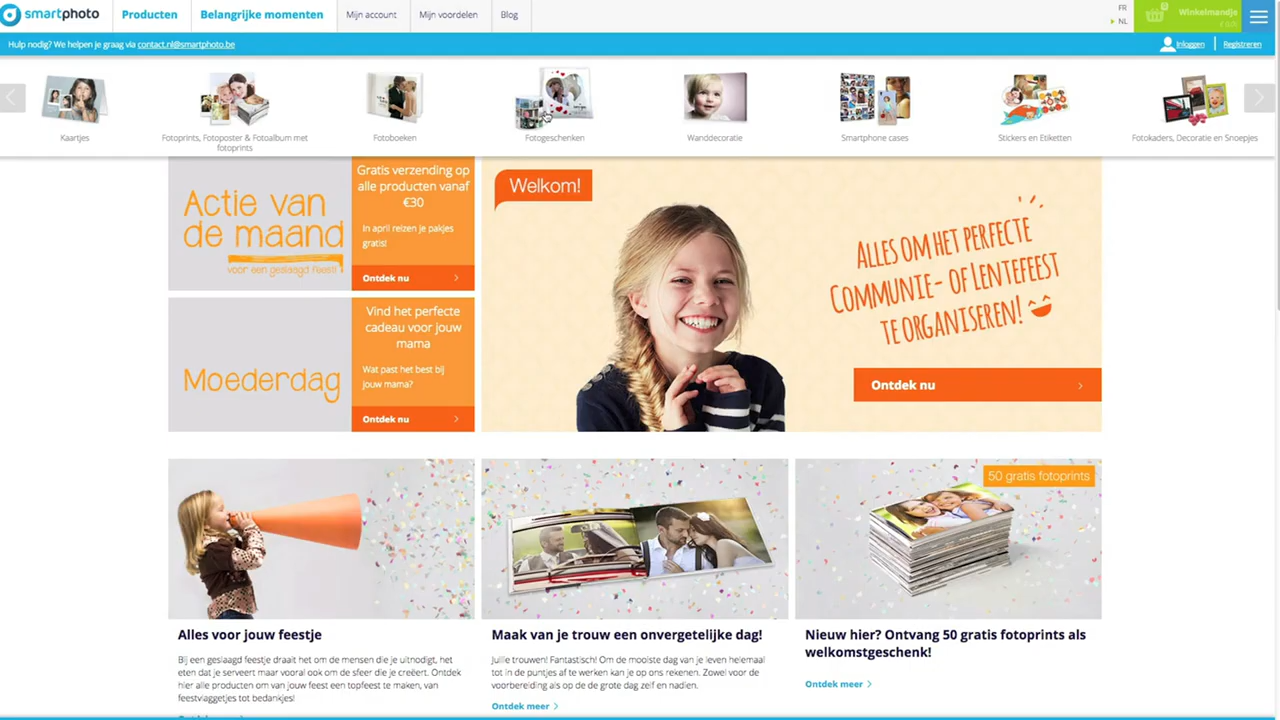 smartphoto
Producten
Belangrijke momenten
Mijn account
Mijn voordelen
Blog
FR
NL
Winkelmandje
Hulp nodig? We helpen je graag via contact.nl@smartphoto.be
Inloggen
Registreren
Kaartjes
Fotoprints, Fotoposter & Fotoalbum met
fotoprints
Fotoboeken
Fotogeschenken
Wanddecoratie
Smartphone cases
Stickers en Etiketten
Fotokaders, Decoratie en Snoepjes
Actie van
de maand
voor een geslaagd feest!
Gratis verzending op
alle producten vanaf
€30
In april reizen je pakjes
gratis!
Ontdek nu
Moederdag
Vind het perfecte
cadeau voor jouw
mama
Wat past het best bij
jouw mama?
Ontdek nu
Welkom!
ALLES OM HET PERFECTE
COMMUNIE- OF LENTEFEEST
TE ORGANISEREN!
Ontdek nu
Alles voor jouw feestje
Bij een geslaagd feestje draait het om de mensen die je uitnodigt, het
eten dat je serveert maar vooral ook om de sfeer die je creëert. Ontdek
hier alle producten om van jouw feest een topfeest te maken, van
feestvlaggetjes tot bedankjes!
Maak van je trouw een onvergetelijke dag!
Jullie trouwen! Fantastisch! Om de mooiste dag van je leven helemaal
tot in de puntjes af te werken kan je op ons rekenen. Zowel voor de
voorbereiding als op de de grote dag zelf en nadien.
Ontdek meer
50 gratis fotoprints
Nieuw hier? Ontvang 50 gratis fotoprints als
welkomstgeschenk!
Ontdek meer